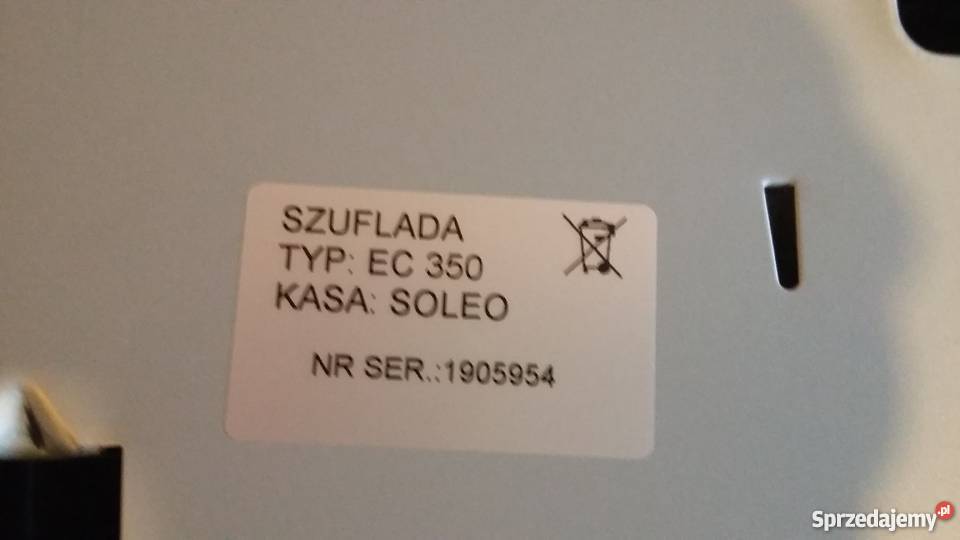 SZUFLADA
TYP: EC 350
KASA: SOLEO
NR SER.:1905954
Sprzedajemy.pl